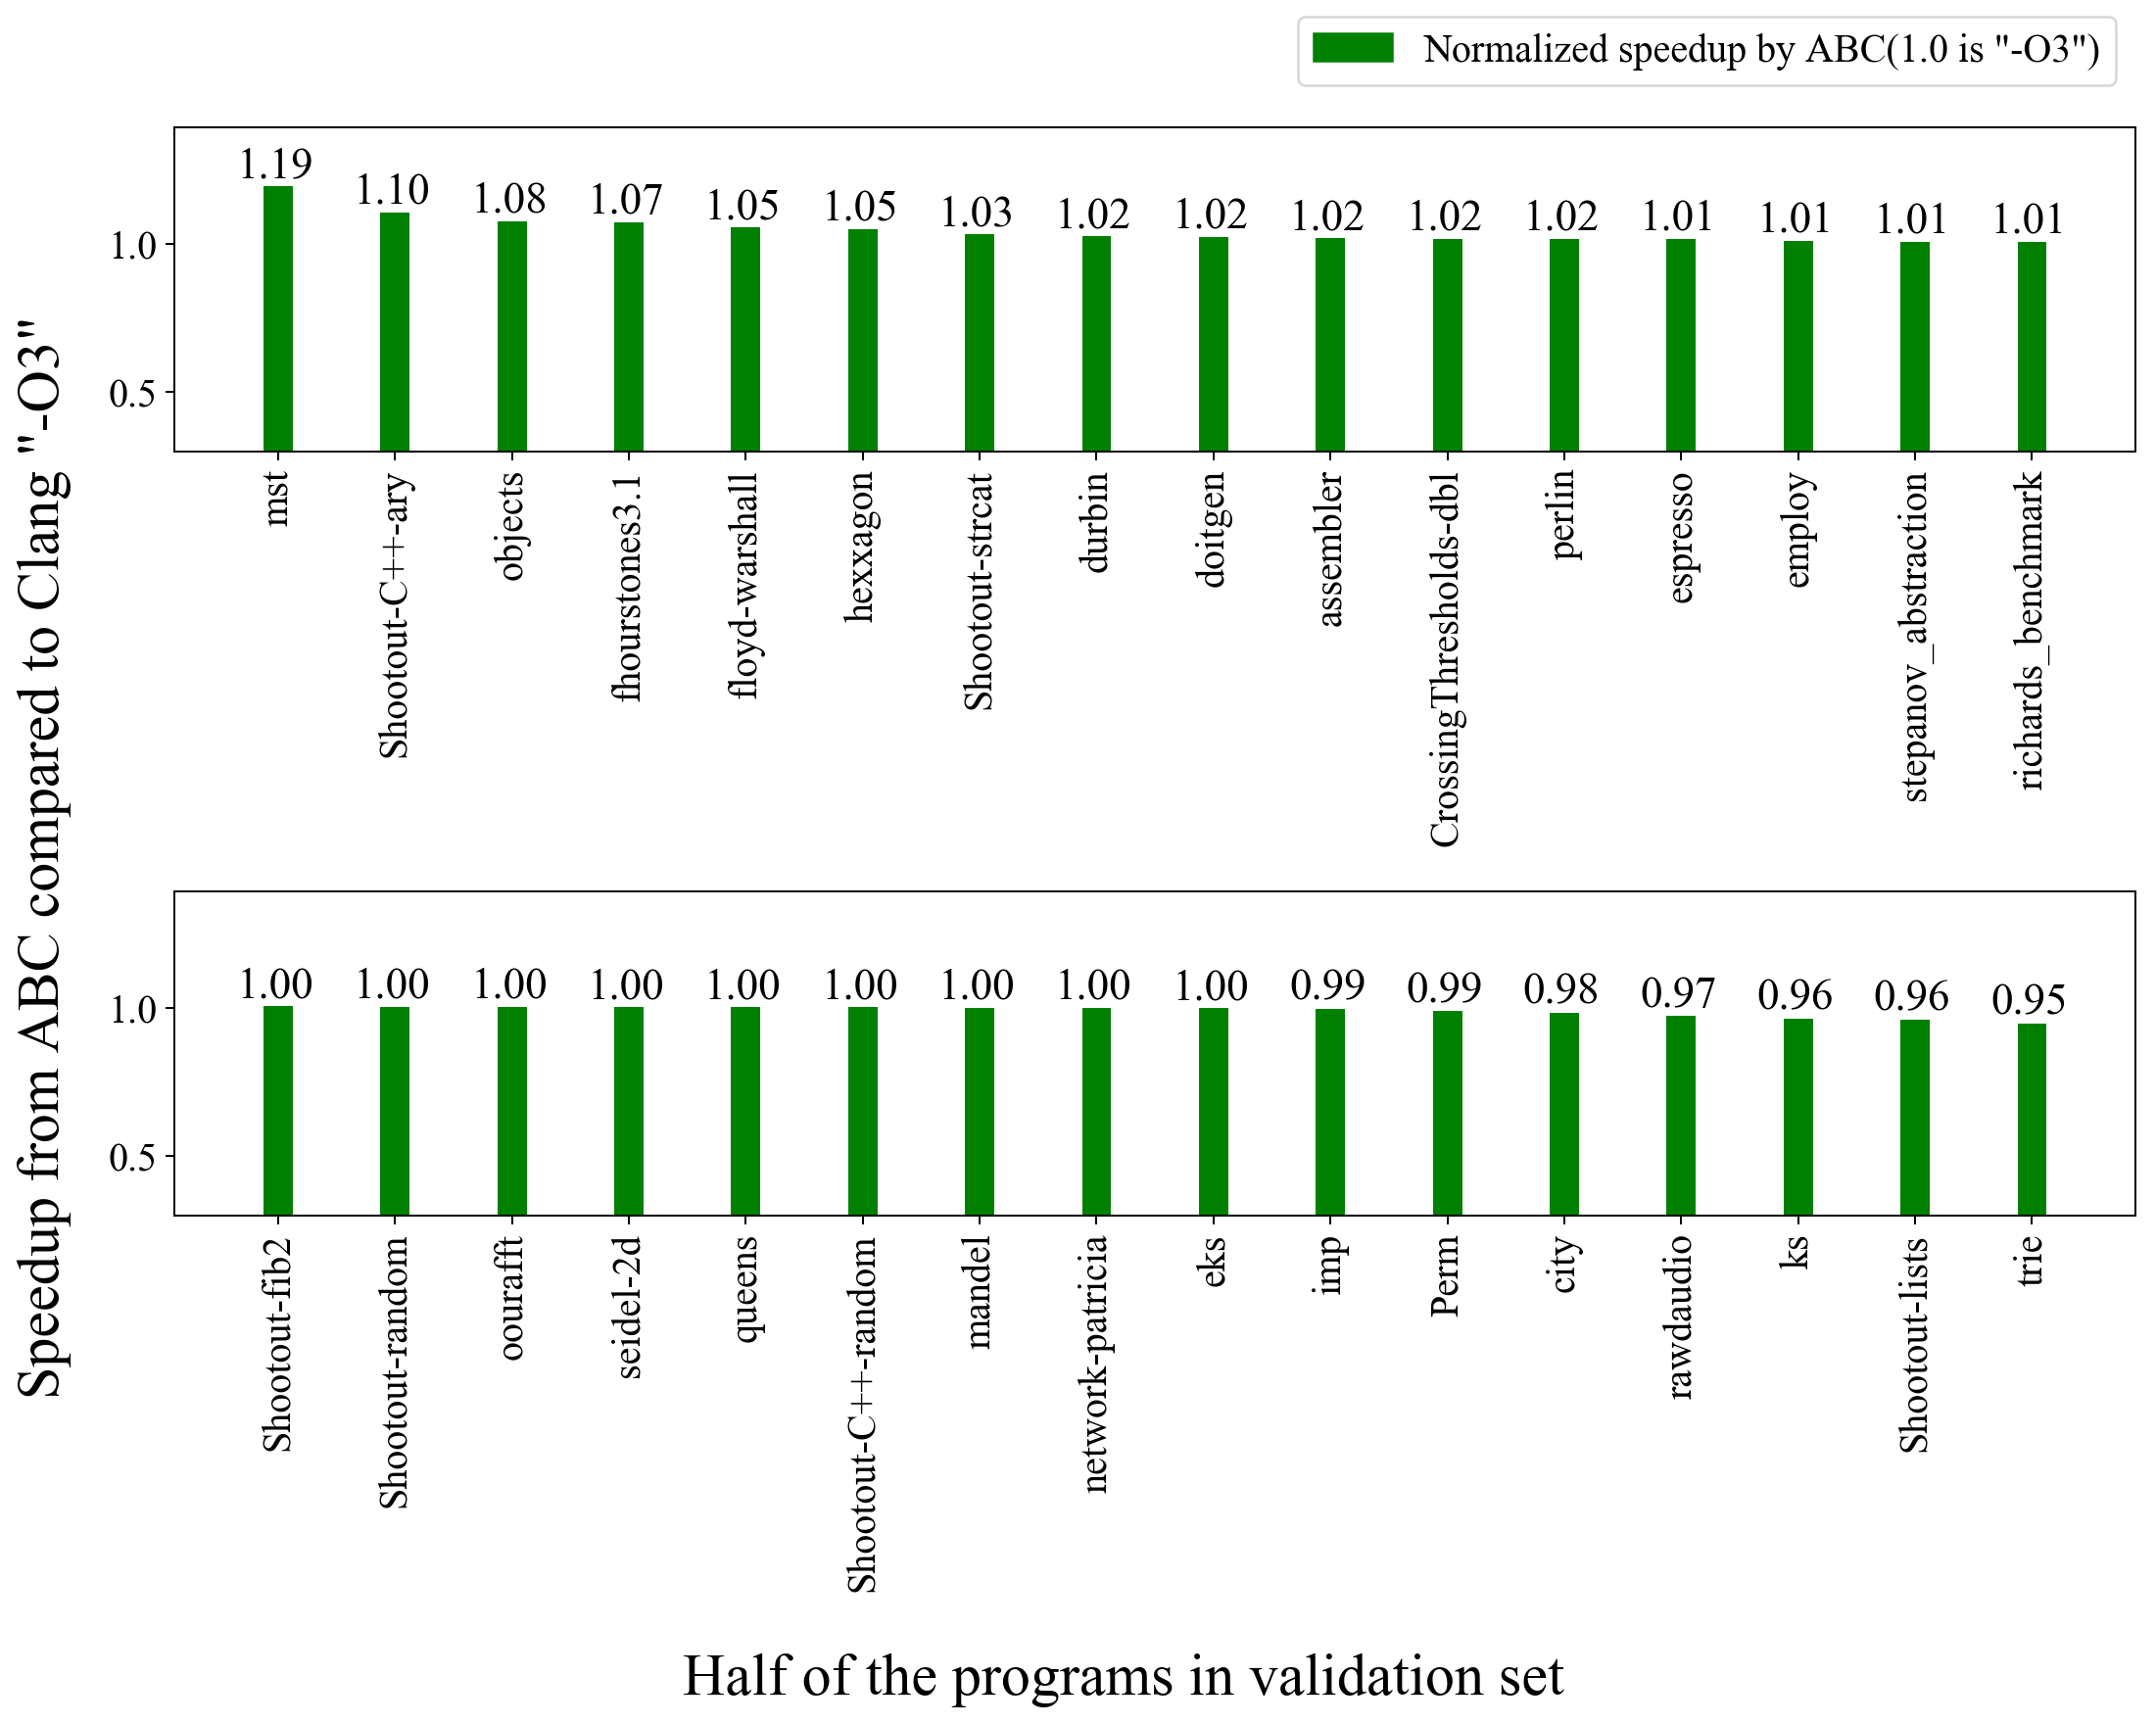 Normalized speedup by ABC(1.0 is "-O3")
Speedup from ABC compared to Clang "-O3"
1.19 1.10 1.08 1.07 1.05 1.05 1.03 1.02 1.02 1.02 1.02 1.02 1.01 1.01 1.01 1.01
1.0
0.5
mst
Shootout-C++-ary
objects
fhourstones3.1
floyd-warshall
hexxagon
Shootout-strcat
durbin
doitgen
assembler
CrossingThresholds-dbl
perlin
espresso
employ
stepanov_abstraction
richards_benchmark
1.00 1.00 1.00 1.00 1.00 1.00 1.00 1.00 1.00 0.99 0.99 0.98 0.97 0.96 0.96 0.95
1.0
0.5
Shootout-fib2
Shootout-random
oourafft
seidel-2d
queens
Shootout-C++-random
mandel
network-patricia
eks
imp
Perm
city
rawdaudio
ks
Shootout-lists
trie
Half of the programs in validation set